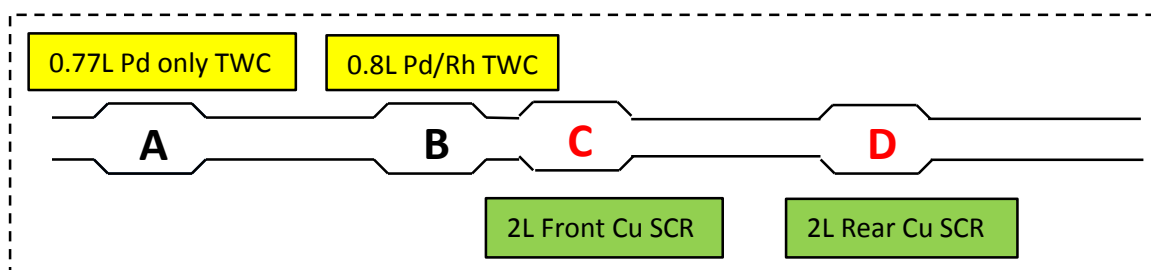 0.77L Pd only TWC
0.8L Pd/Rh TWC
A
B
C
D
2L Front Cu SCR
2L Rear Cu SCR